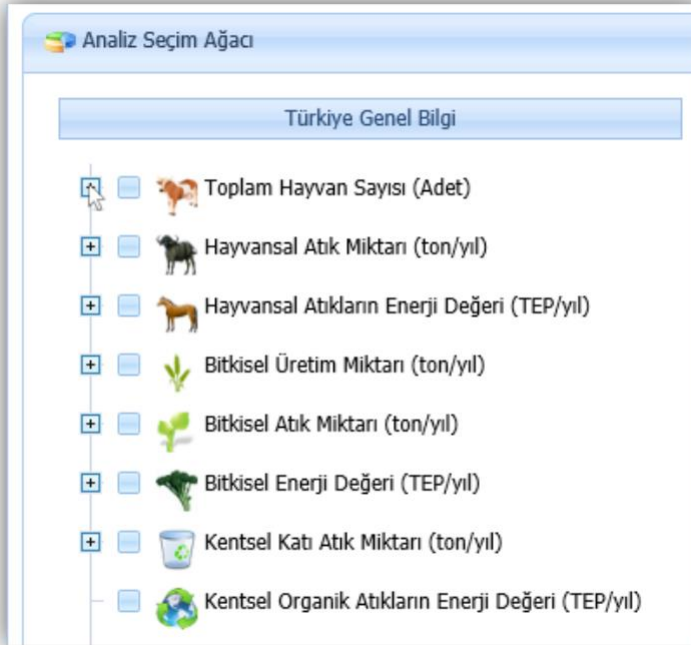 Analiz Seçim Ağacı
Türkiye Genel Bilgi
Toplam Hayvan Sayısı (Adet)
Hayvansal Atık Miktarı (ton/yıl)
Hayvansal Atıkların Enerji Değeri (TEP/yıl)
Bitkisel Üretim Miktarı (ton/yıl)
Bitkisel Atık Miktarı (ton/yıl)
Bitkisel Enerji Değeri (TEP/yıl)
Kentsel Katı Atık Miktarı (ton/yıl)
Kentsel Organik Atıkların Enerji Değeri (TEP/yıl)